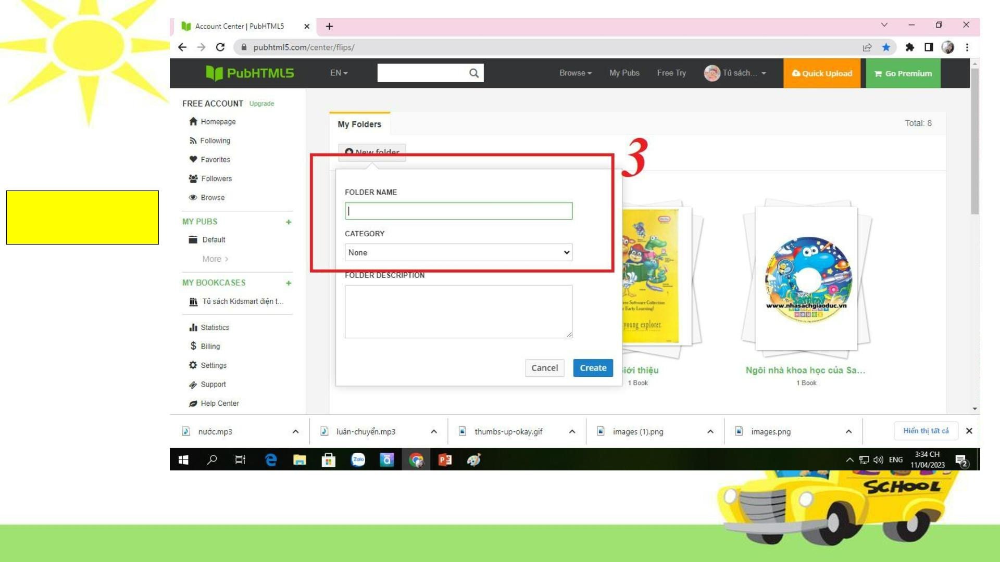 Account Center | PubHTML5
pubhtml5.com/center/flips/
PubHTML5
EN
Browse
My Pubs
Free Try
Tủ sách...
Quick Upload
Go Premium
FREE ACCOUNT Upgrade
Homepage
Following
Favorites
Followers
Browse
MY PUBS +
Default
More >
MY BOOKCASES +
Tủ sách Kidsmart điện t...
Statistics
Billing
Settings
Support
Help Center
My Folders
Total: 8
New folder
3
FOLDER NAME
CATEGORY
None
FOLDER DESCRIPTION
Cancel
Create
ete Software Collection
r Early Learning!
young explorer
iới thiệu
1 Book
Sammy
www.nhasachgiaoduc.vn
HOUSE
Ngôi nhà khoa học của Sa...
1 Book
nước.mp3
luân-chuyển.mp3
thumbs-up-okay.gif
images (1).png
images.png
Hiển thị tất cả
Zalo
ENG
3:34 CH
11/04/2023
2
SCHOOL